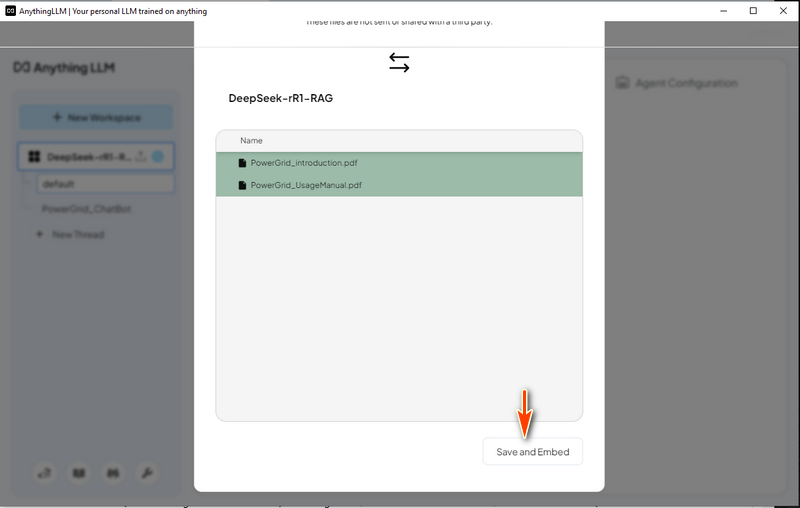 AnythingLLM | Your personal LLM trained on anything
These files are not sent or shared with a third party.
Anything LLM
Agent Configuration
DeepSeek-rR1-RAG
New Workspace
Name
DeepSeek-rR1-R...
PowerGrid_introduction.pdf
default
PowerGrid_UsageManual.pdf
PowerGrid_ChatBot
New Thread
Save and Embed